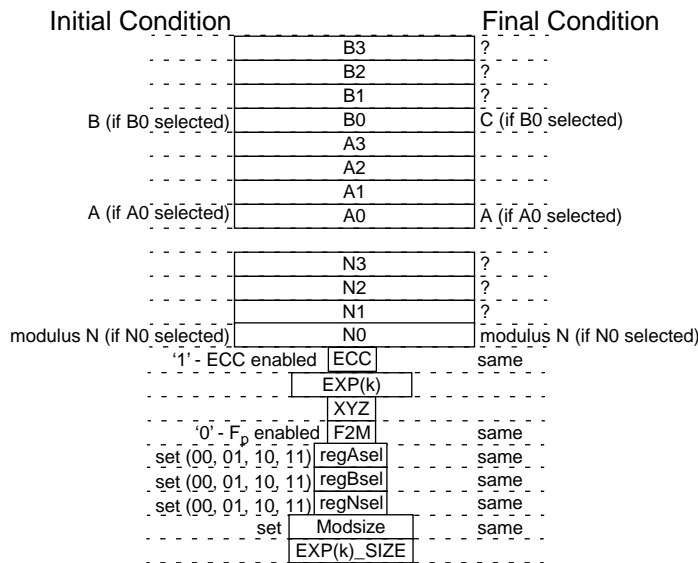 Initial Condition Final Condition
B3 ?
B2 ?
B1 ?
B (if B0 selected) B0 C (if B0 selected)
A3
A2
A1
A (if A0 selected) A0 A (if A0 selected)
N3 ?
N2 ?
N1 ?
modulus N (if N0 selected) N0 modulus N (if N0 selected)
‘1’ - ECC enabled ECC same
EXP(k)
XYZ
‘0’ - Fp enabled F2M same
set (00, 01, 10, 11) regAsel same
set (00, 01, 10, 11) regBsel same
set (00, 01, 10, 11) regNsel same
set Modsize same
EXP(k)_SIZE